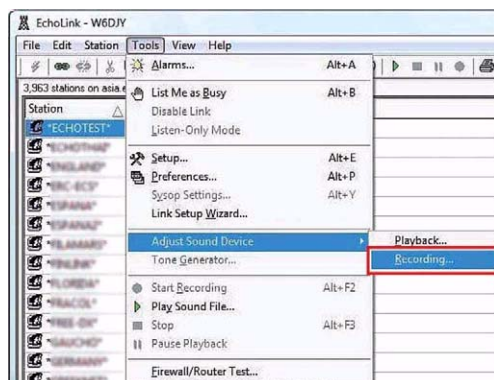 EchoLink - W6DJY
File Edit Station Tools View Help
Alarms... Alt+A
3,963 stations on asia.e
List Me as Busy Alt+B
Station
Disable Link
*ECHOTEST*
Listen-Only Mode
Setup... Alt+E
Preferences... Alt+P
Sysop Settings... Alt+Y
Link Setup Wizard...
Adjust Sound Device
Playback...
Tone Generator...
Recording...
Start Recording Alt+F2
Play Sound File...
Stop Alt+F3
Pause Playback
Firewall/Router Test...